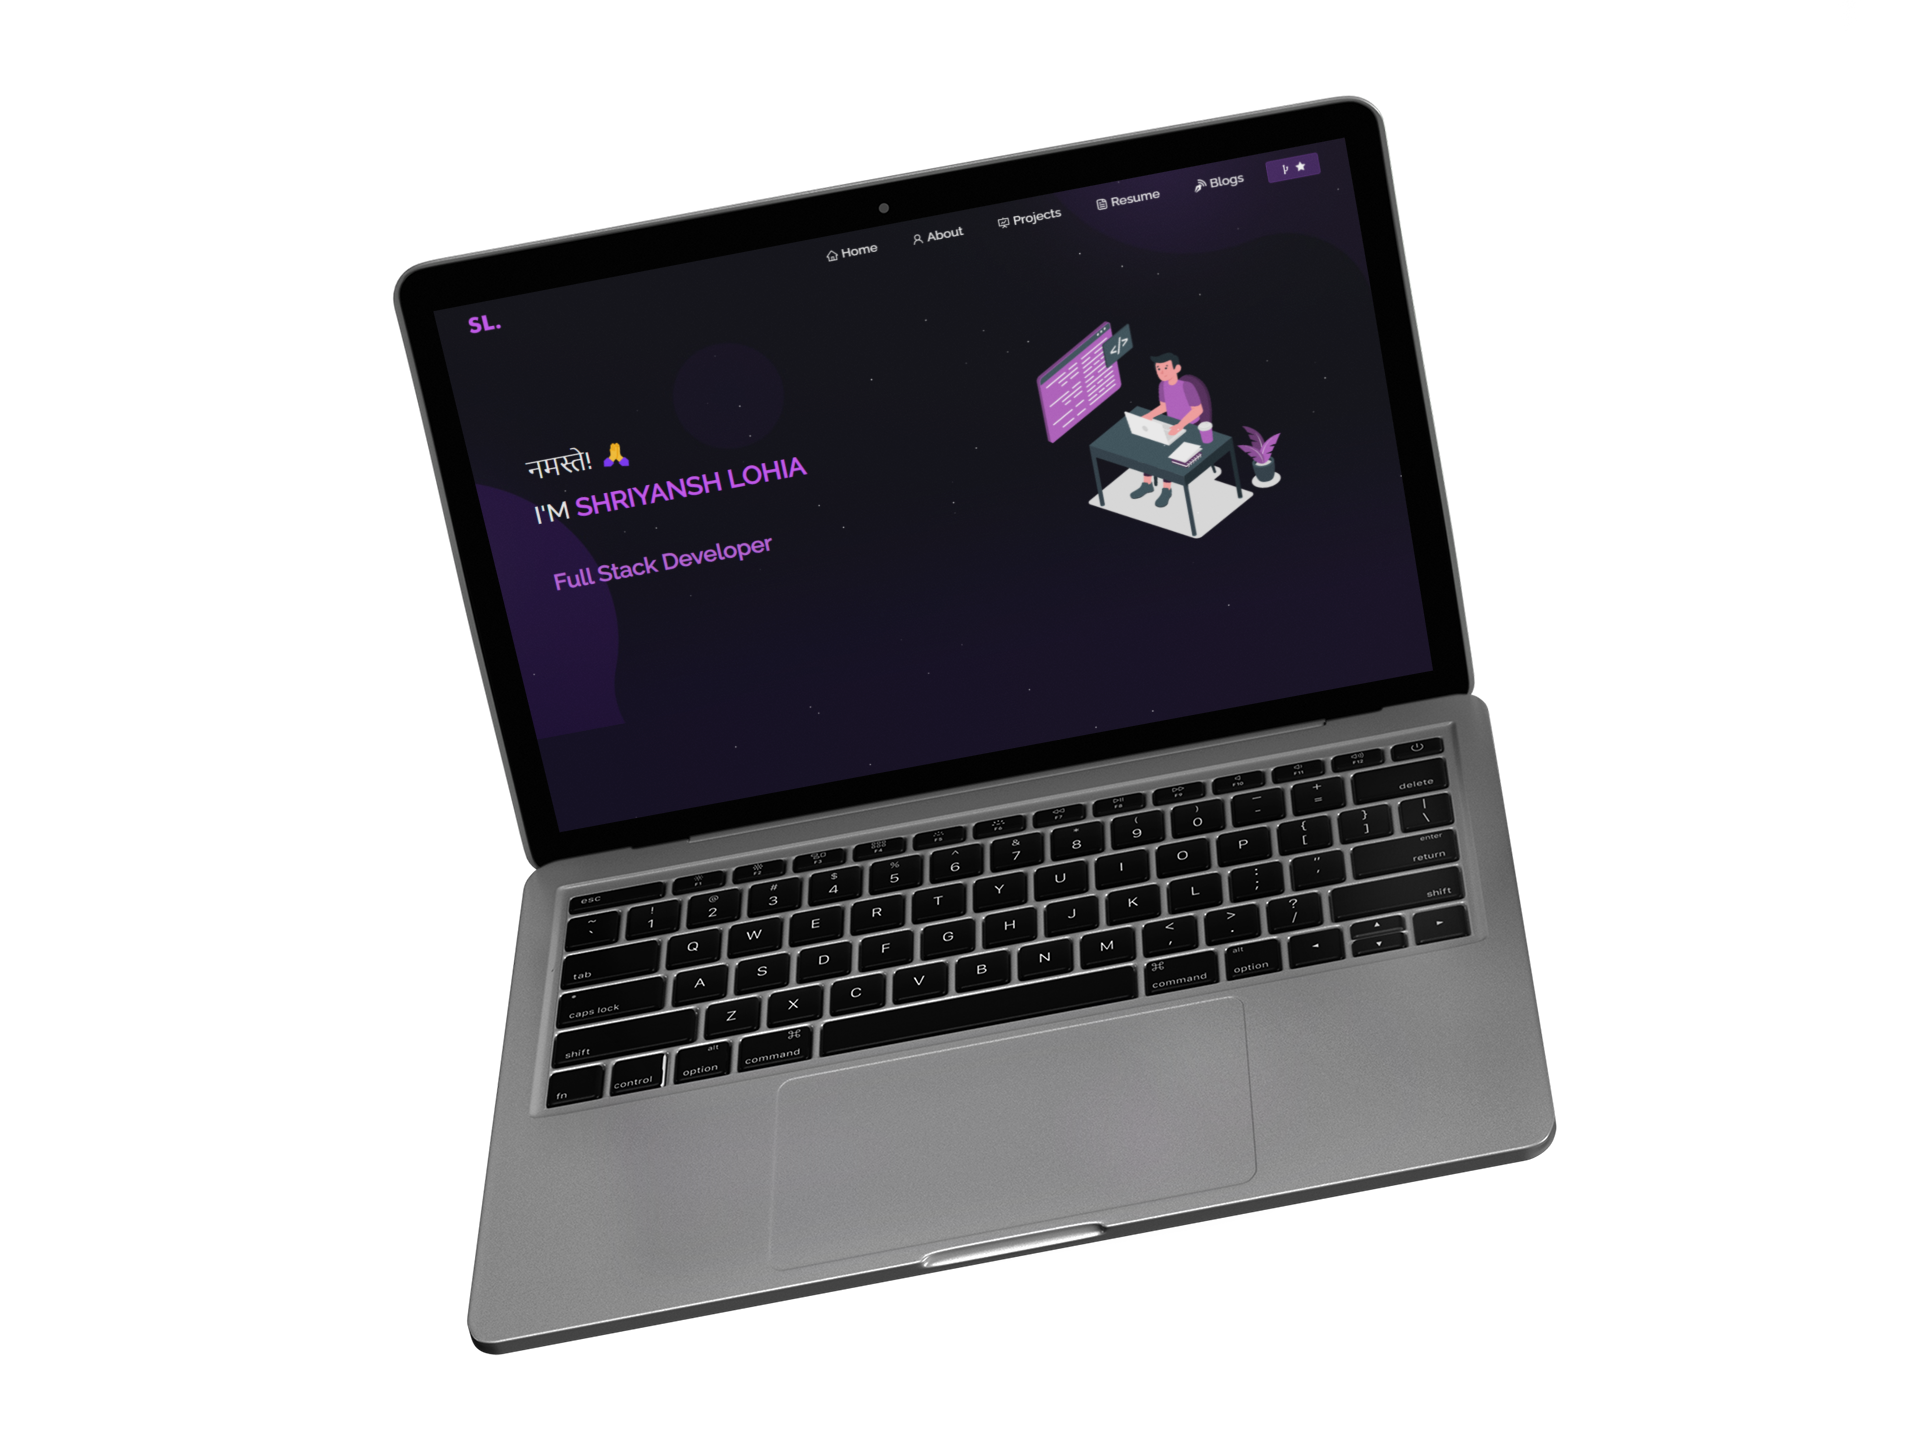 Home About Projects Resume Blogs
SL.
</>
नमस्ते! 🙏
I'M SHRIYANSH LOHIA
Full Stack Developer
esc F1 F2 F3 F4 F5 F6 F7 F8 F9 F10 F11 F12
~ ` ! 1 @ 2 # 3 $ 4 % 5 ^ 6 & 7 * 8 ( 9 ) 0 — - + = delete
tab Q W E R T Y U I O P { [ } ] | \
caps lock A S D F G H J K L : ; " ' enter return
shift Z X C V B N M < , > . ? / shift
fn control alt option ⌘ command ⌘ command alt option ◄ ▲ ▼ ►